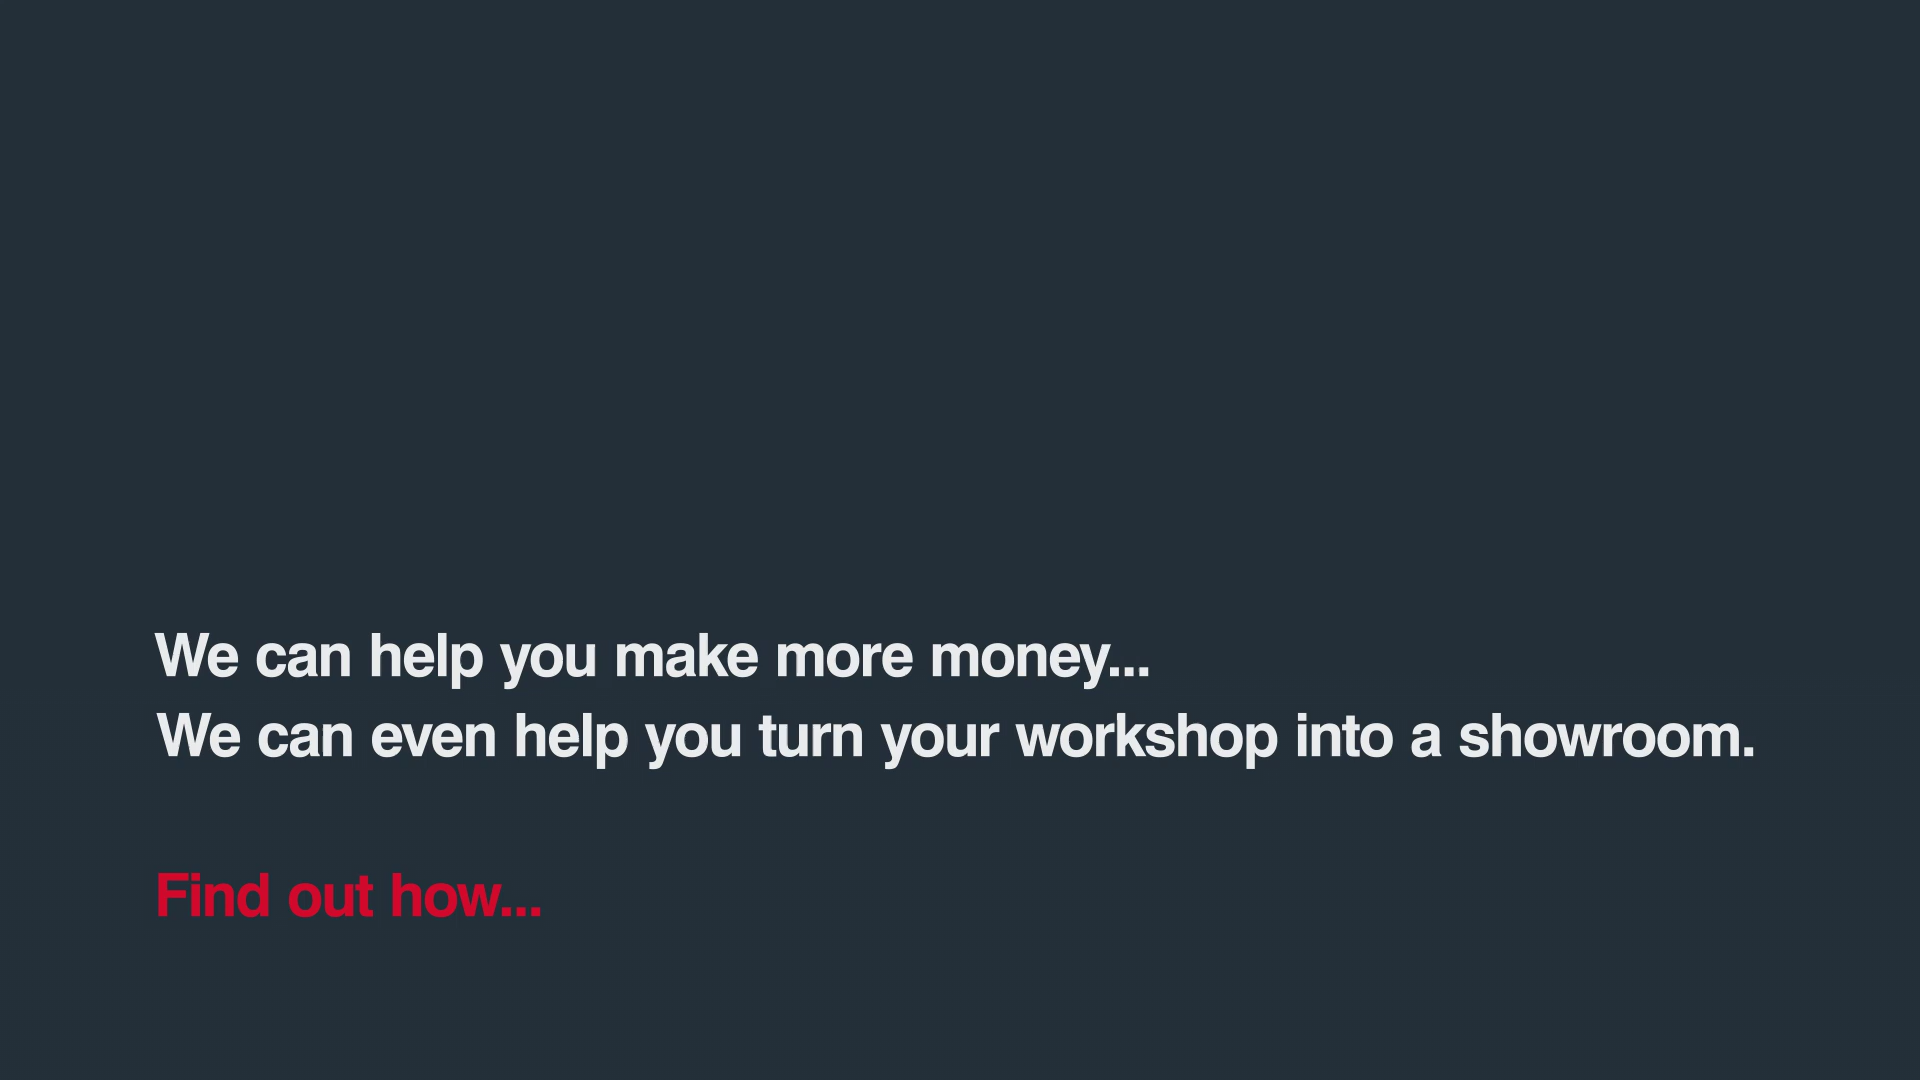 We can help you make more money...
We can even help you turn your workshop into a showroom.
Find out how...